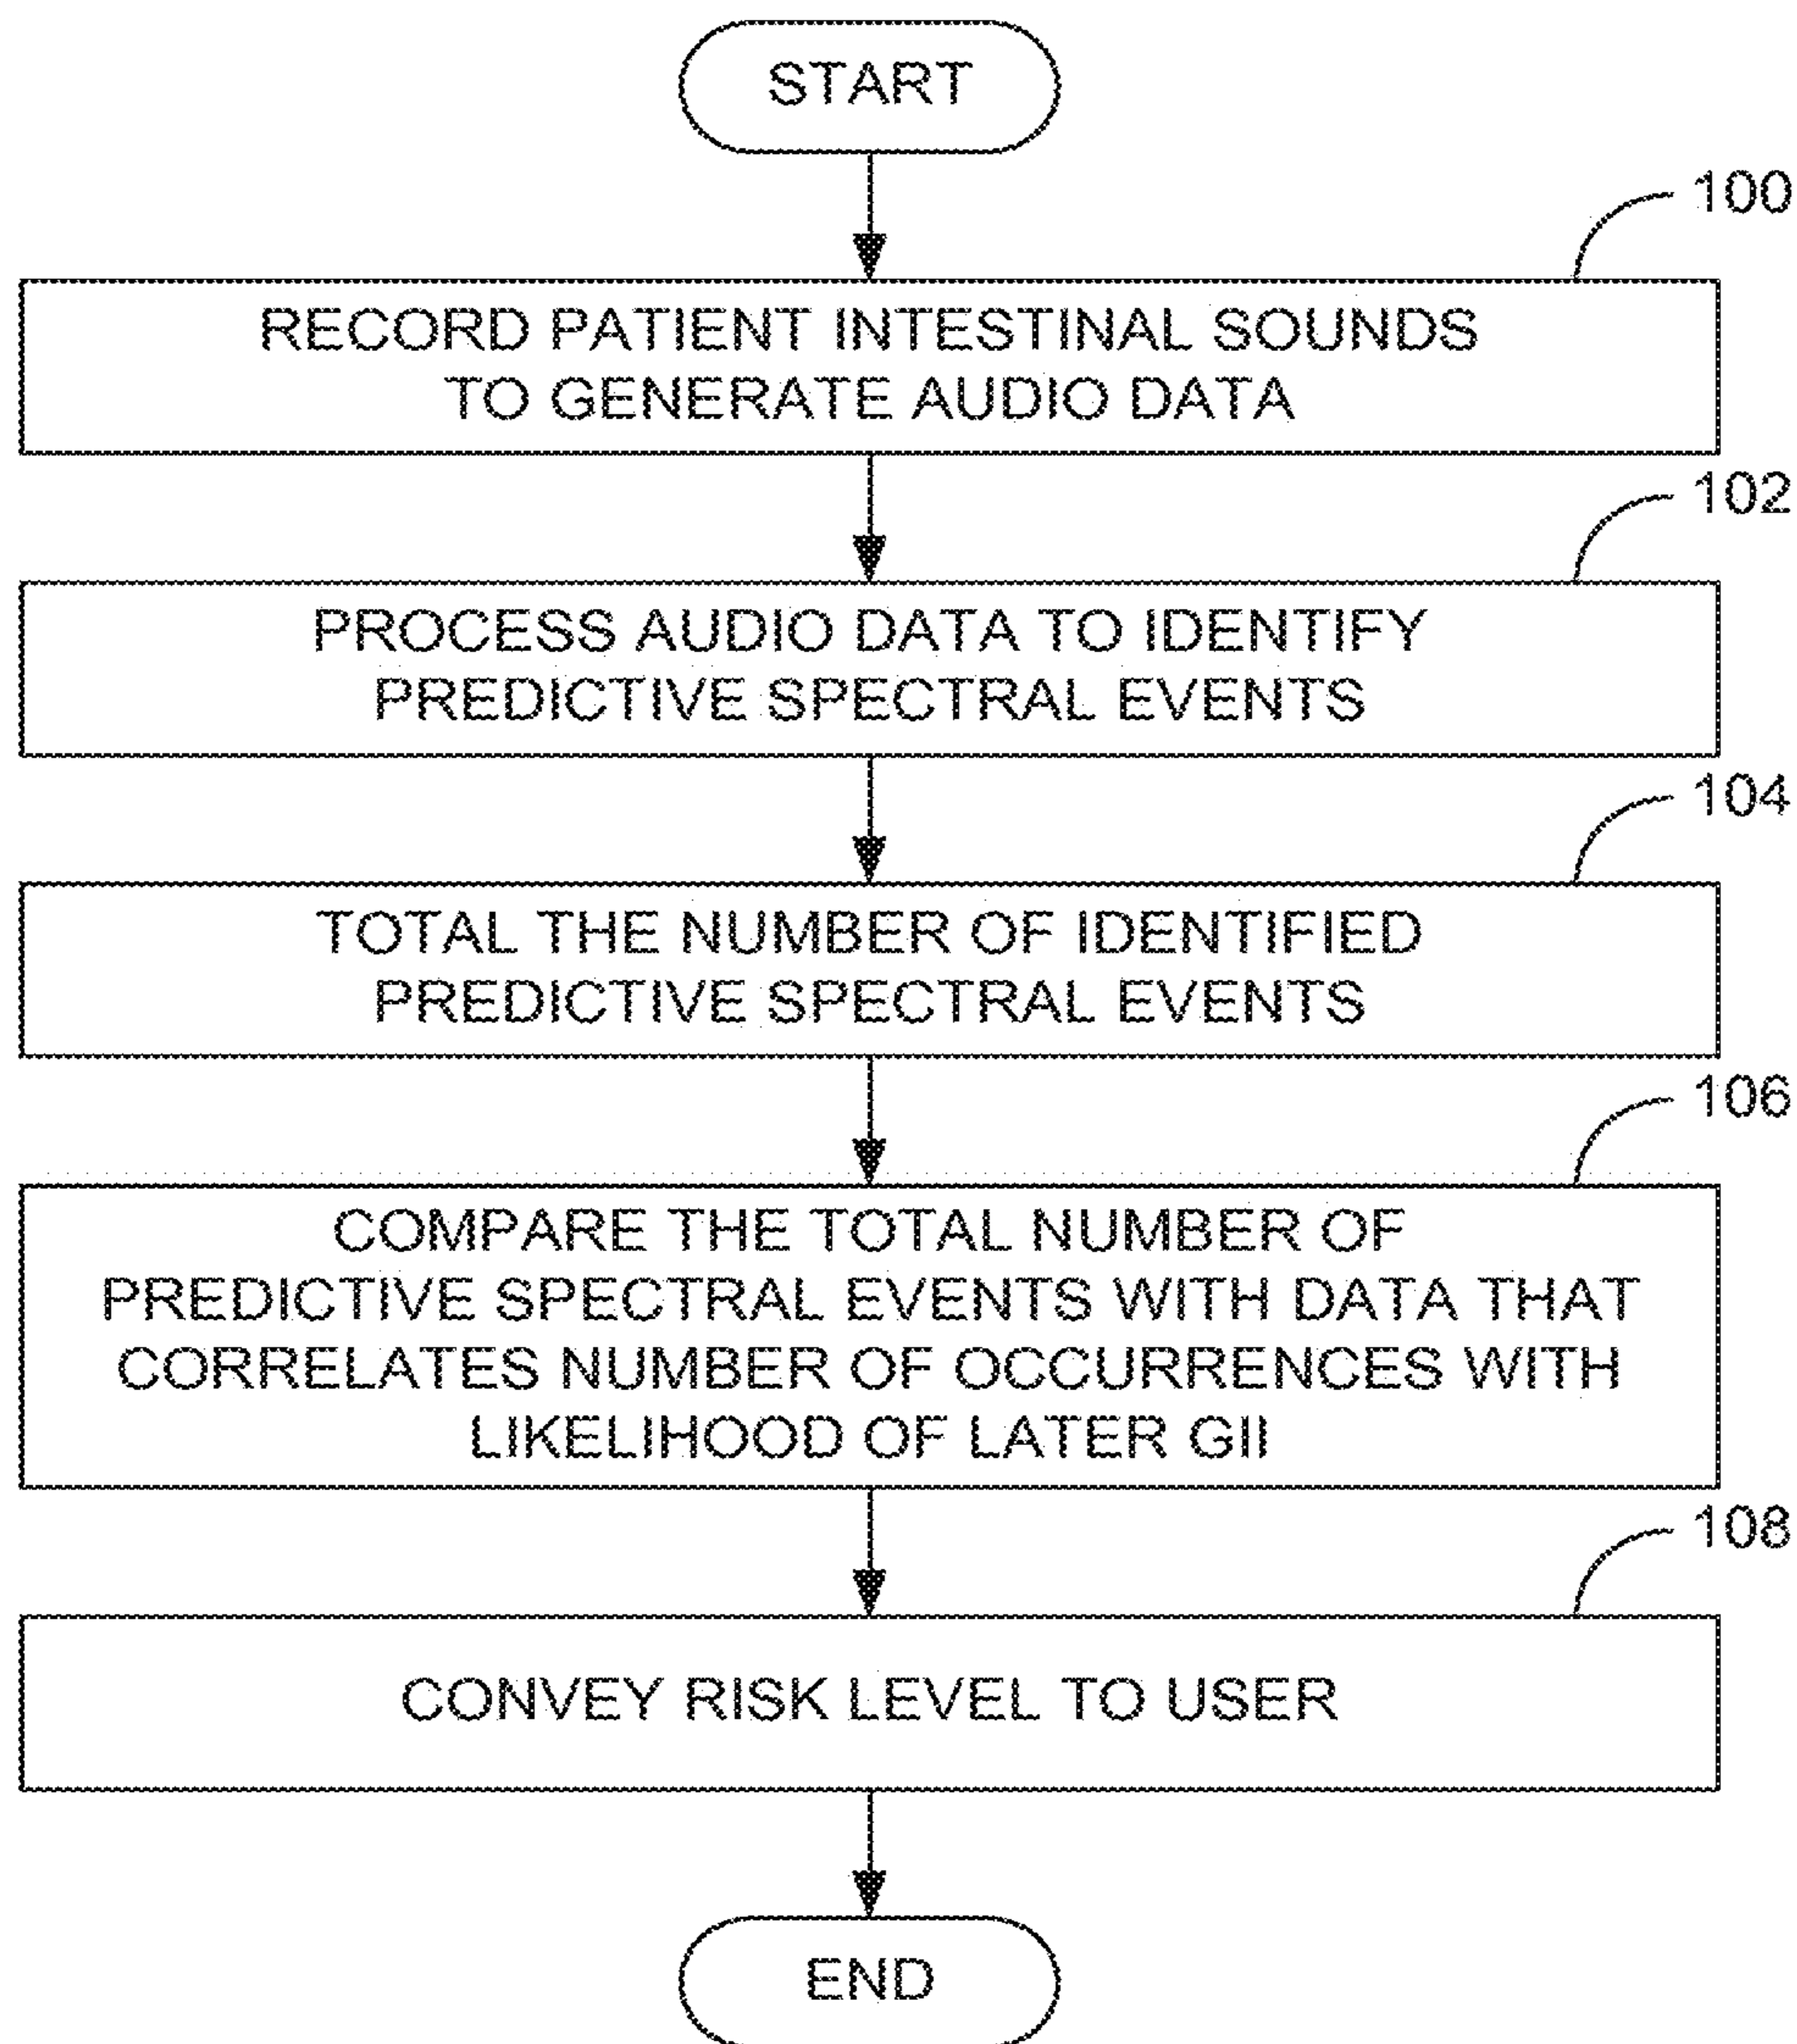 START
100
RECORD PATIENT INTESTINAL SOUNDS
TO GENERATE AUDIO DATA
102
PROCESS AUDIO DATA TO IDENTIFY
PREDICTIVE SPECTRAL EVENTS
104
TOTAL THE NUMBER OF IDENTIFIED
PREDICTIVE SPECTRAL EVENTS
106
COMPARE THE TOTAL NUMBER OF
PREDICTIVE SPECTRAL EVENTS WITH DATA THAT
CORRELATES NUMBER OF OCCURRENCES WITH
LIKELIHOOD OF LATER GII
108
CONVEY RISK LEVEL TO USER
END